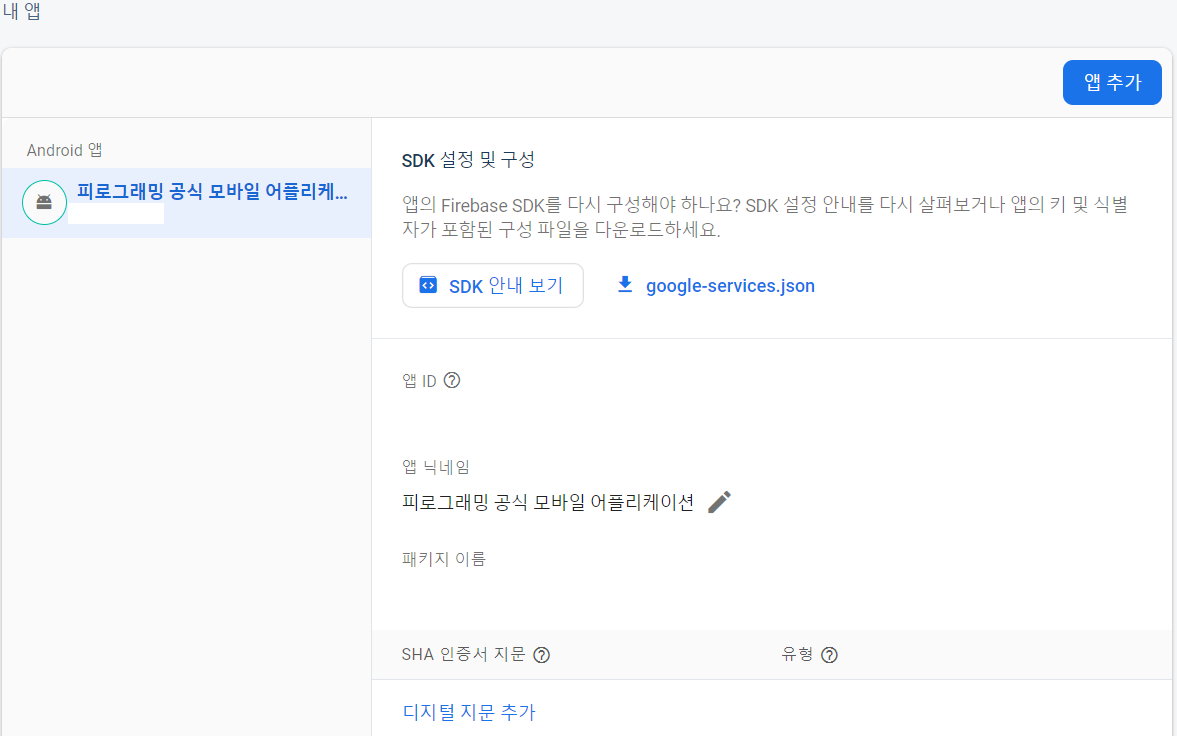 내 앱
앱 추가
Android 앱
피로그래밍 공식 모바일 어플리케...
SDK 설정 및 구성
앱의 Firebase SDK를 다시 구성해야 하나요? SDK 설정 안내를 다시 살펴보거나 앱의 키 및 식별
자가 포함된 구성 파일을 다운로드하세요.
SDK 안내 보기
google-services.json
앱 ID
앱 닉네임
피로그래밍 공식 모바일 어플리케이션
패키지 이름
SHA 인증서 지문
유형
디지털 지문 추가